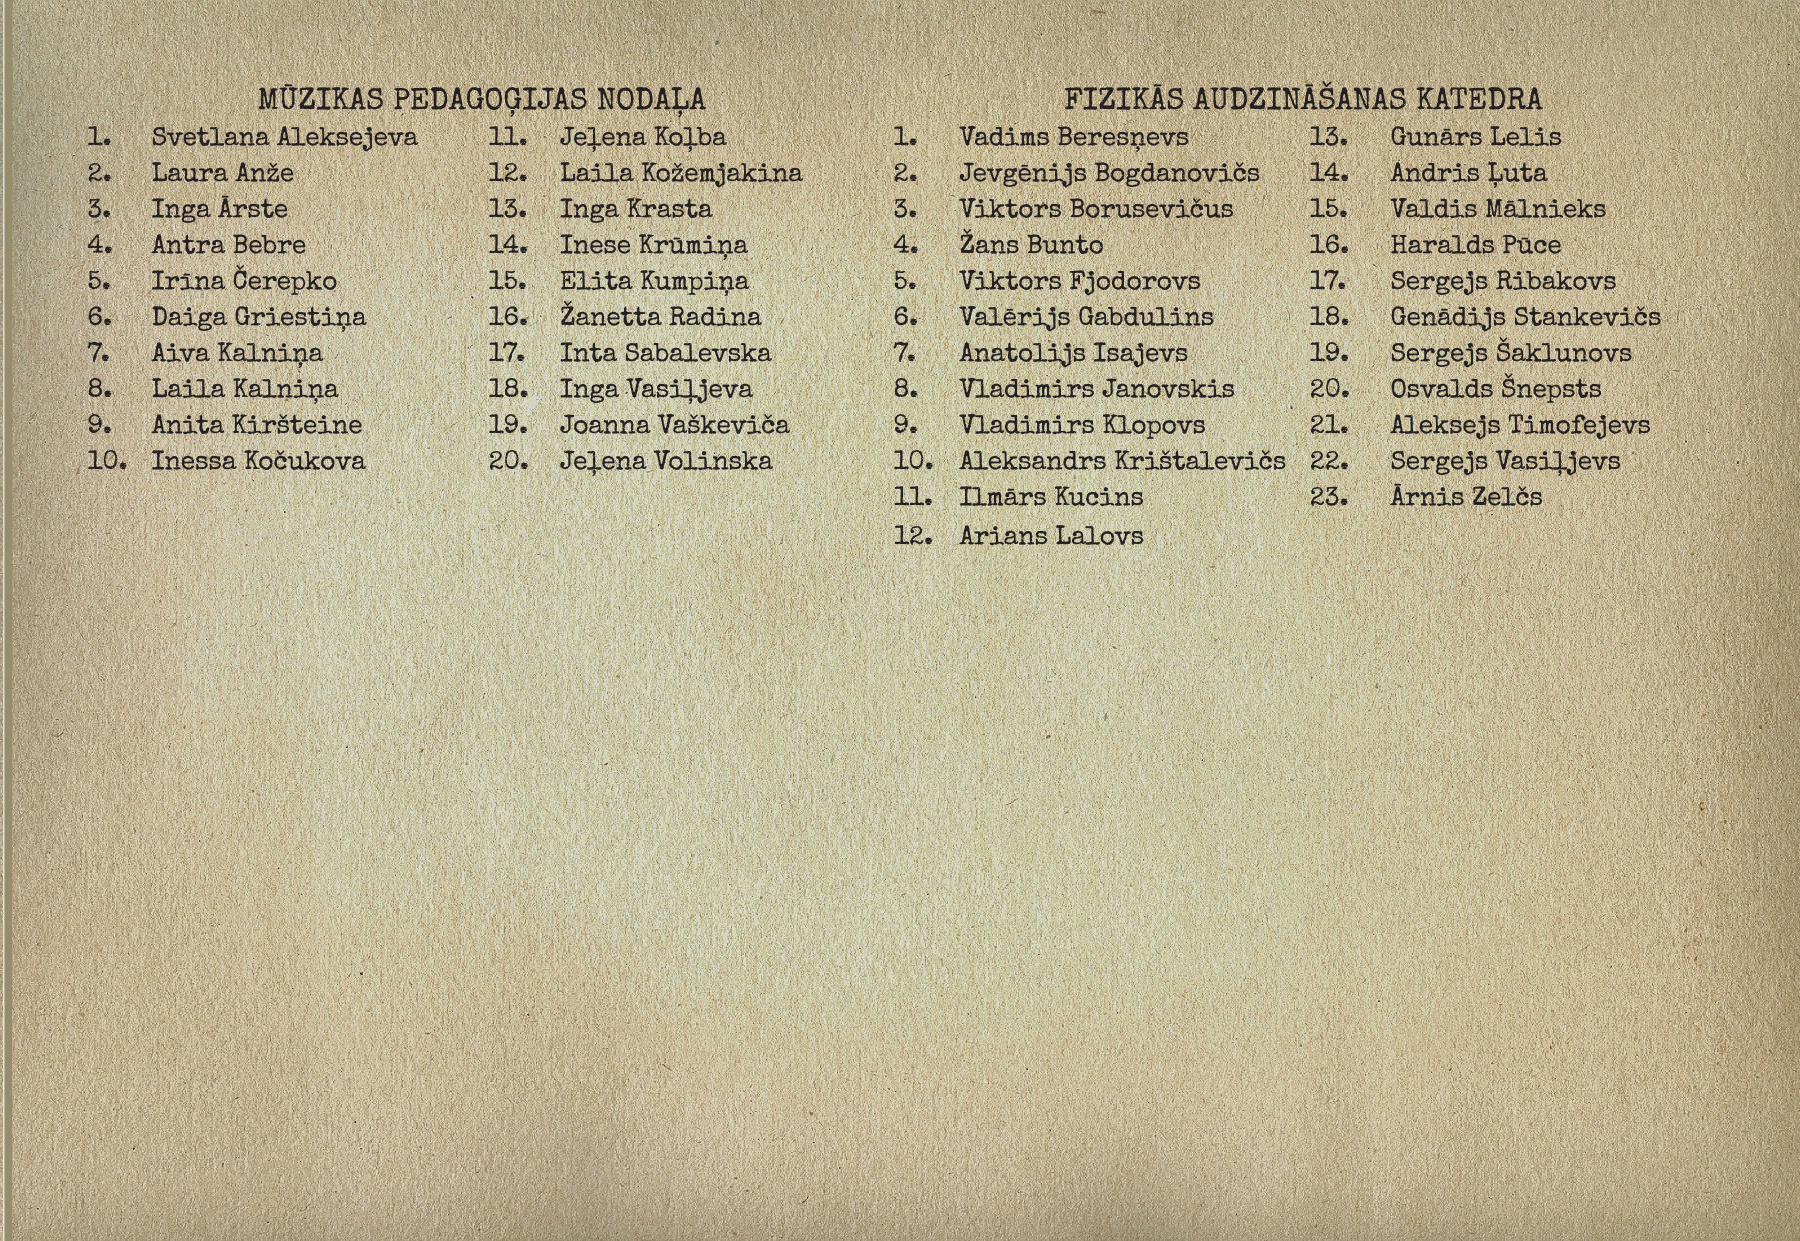 MŪZIKAS PEDAGOĢIJAS NODAĻA
1. Svetlana Aleksejeva
2. Laura Anže
3. Inga Ārste
4. Antra Bebre
5. Irīna Čerepko
6. Daiga Griestiņa
7. Aiva Kalniņa
8. Laila Kalniņa
9. Anita Kiršteine
10. Inessa Kočukova
11. Jeļena Koļba
12. Laila Kožemjakina
13. Inga Krasta
14. Inese Krūmiņa
15. Elita Kumpiņa
16. Žanetta Radina
17. Inta Sabalevska
18. Inga Vasiļjeva
19. Joanna Vaškeviča
20. Jeļena Volinska
FIZIKĀS AUDZINĀŠANAS KATEDRA
1. Vadims Beresņevs
2. Jevgēnijs Bogdanovičs
3. Viktors Borusevičus
4. Žans Bunto
5. Viktors Fjodorovs
6. Valērijs Gabdulins
7. Anatolijs Isajevs
8. Vladimirs Janovskis
9. Vladimirs Klopovs
10. Aleksandrs Krištalevičs
11. Ilmārs Kucins
12. Arians Lalovs
13. Gunārs Lelis
14. Andris Ļuta
15. Valdis Mālnieks
16. Haralds Pūce
17. Sergejs Ribakovs
18. Genādijs Stankevičs
19. Sergejs Šaklunovs
20. Osvalds Šnepsts
21. Aleksejs Timofejevs
22. Sergejs Vasiļjevs
23. Ārnis Zelčs